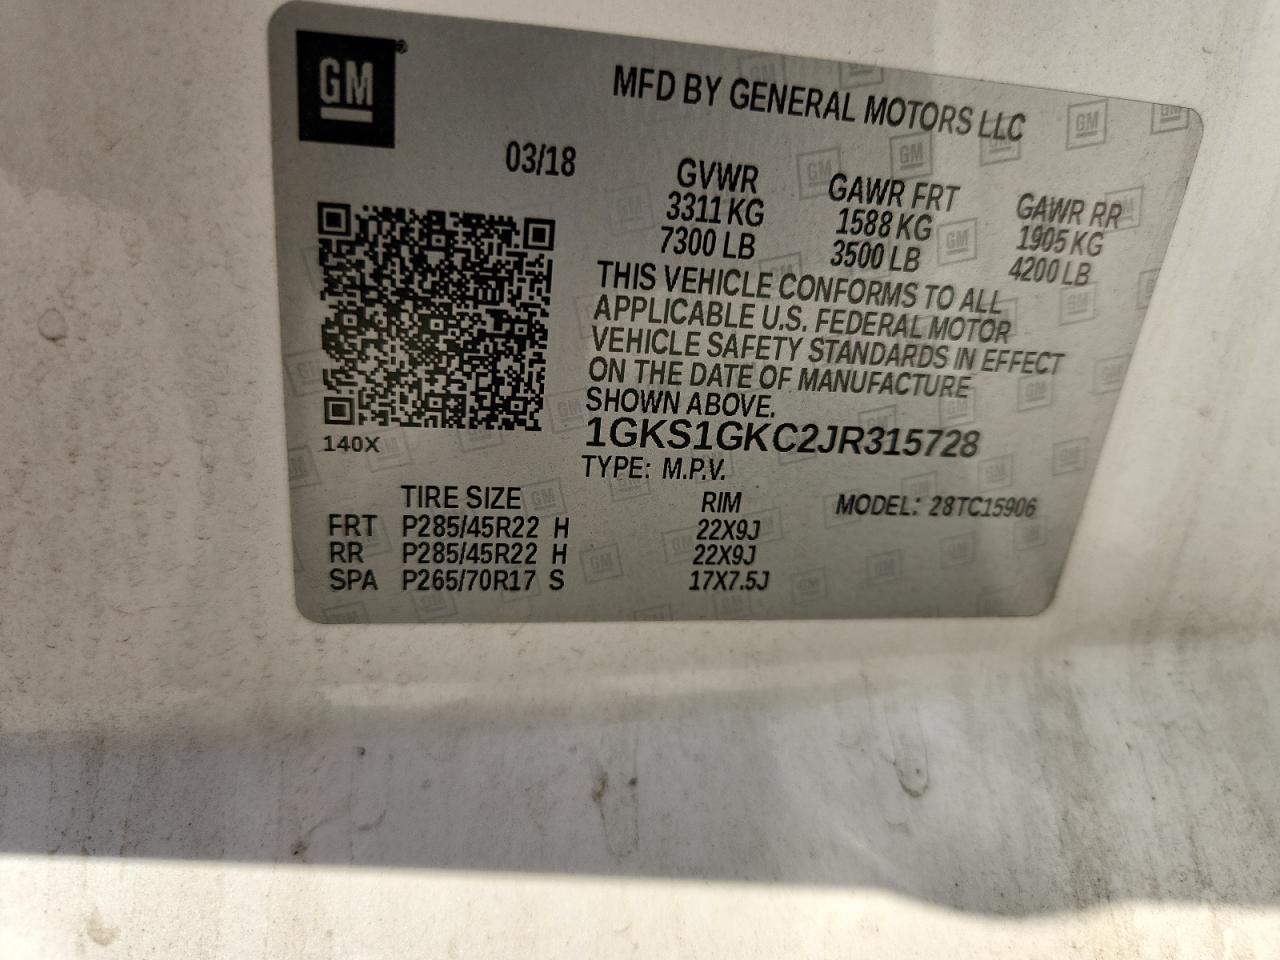 GM
MFD BY GENERAL MOTORS LLC
03/18
GVWR GAWR FRT GAWR RR
3311 KG 1588 KG 1905 KG
7300 LB 3500 LB 4200 LB
THIS VEHICLE CONFORMS TO ALL
APPLICABLE U.S. FEDERAL MOTOR
VEHICLE SAFETY STANDARDS IN EFFECT
ON THE DATE OF MANUFACTURE
SHOWN ABOVE.
140X
1GKS1GKC2JR315728
TYPE: M.P.V.
TIRE SIZE RIM MODEL: 28TC15906
FRT P285/45R22 H 22X9J
RR P285/45R22 H 22X9J
SPA P265/70R17 S 17X7.5J